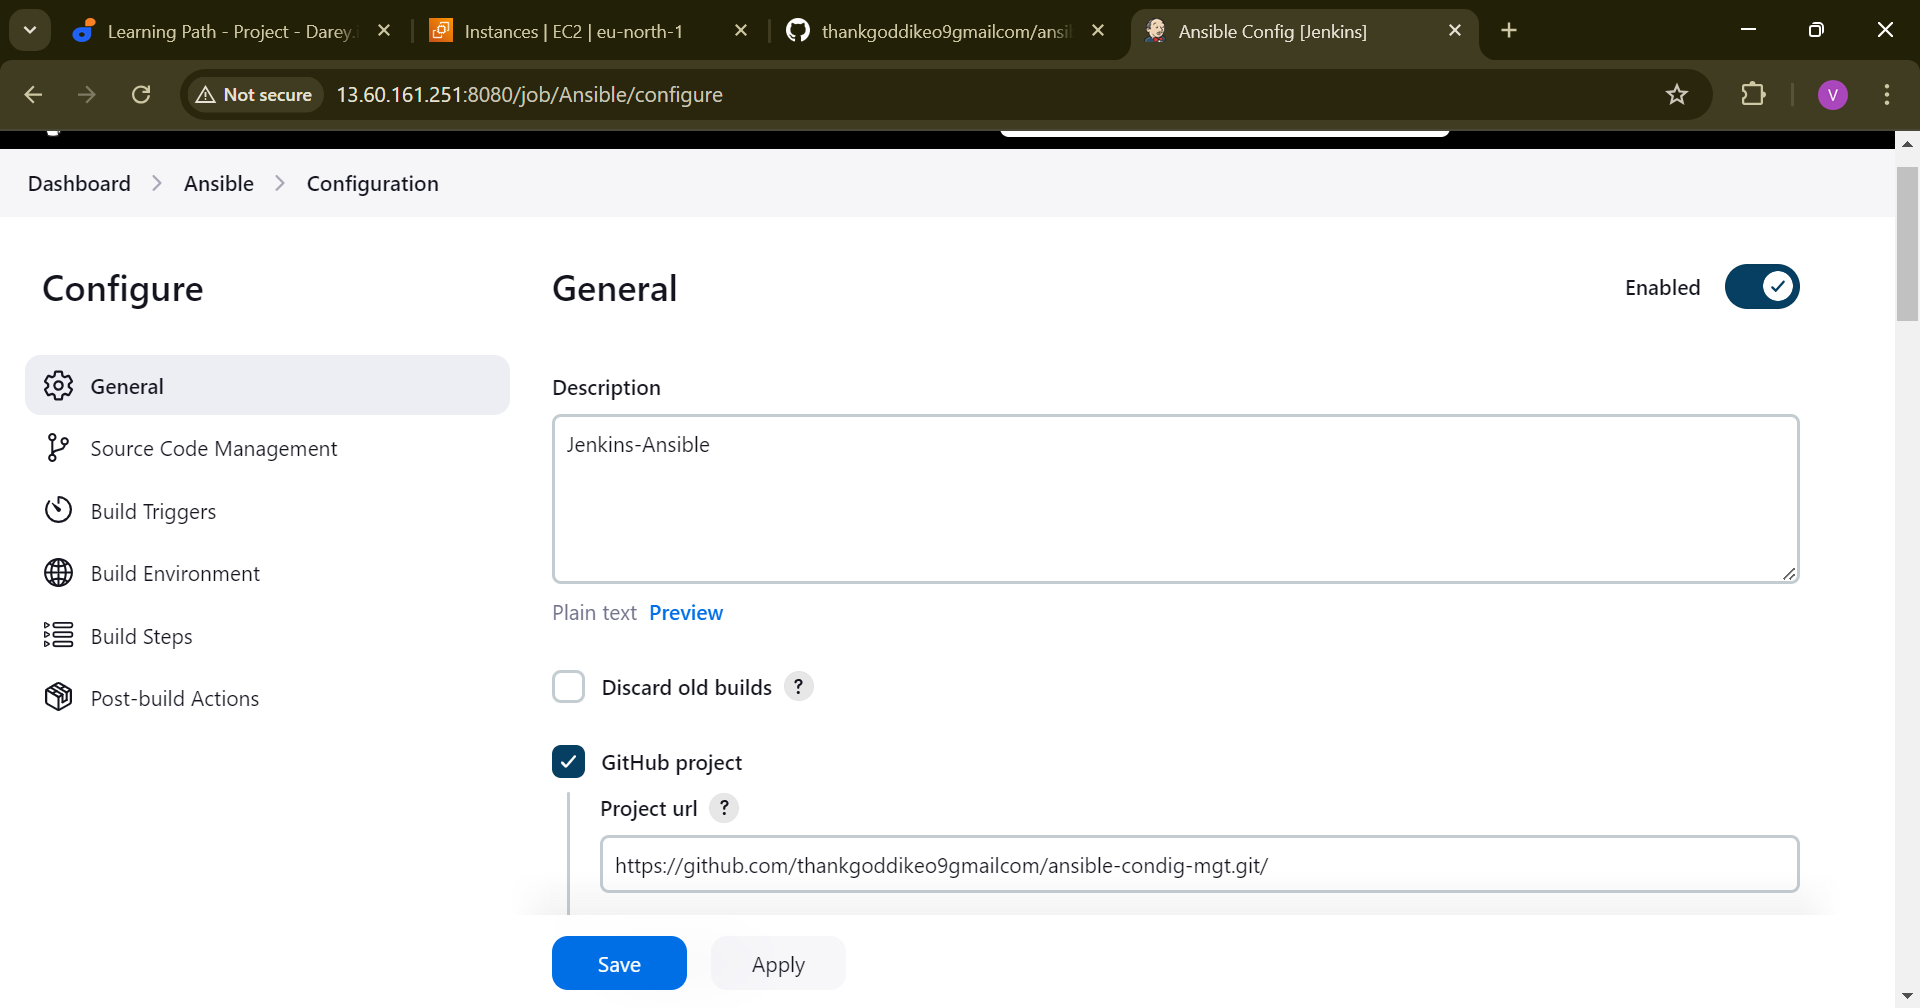 Learning Path - Project - Darey.i
Instances | EC2 | eu-north-1
thankgoddikeo9gmailcom/ansi
Ansible Config [Jenkins]
Not secure
13.60.161.251:8080/job/Ansible/configure
V
Dashboard
Ansible
Configuration
Configure
General
Source Code Management
Build Triggers
Build Environment
Build Steps
Post-build Actions
General
Enabled
Description
Jenkins-Ansible
Plain text Preview
Discard old builds ?
GitHub project
Project url ?
https://github.com/thankgoddikeo9gmailcom/ansible-condig-mgt.git/
Save
Apply